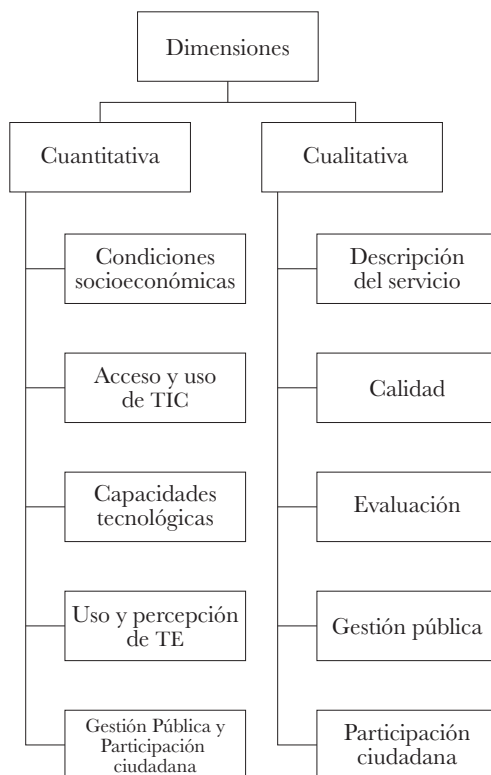 Dimensiones
Cuantitativa
Condiciones
socioeconómicas
Acceso y uso
de TIC
Capacidades
tecnológicas
Uso y percepción
de TE
Gestión Pública y
Participación
ciudadana
Cualitativa
Descripción
del servicio
Calidad
Evaluación
Gestión pública
Participación
ciudadana